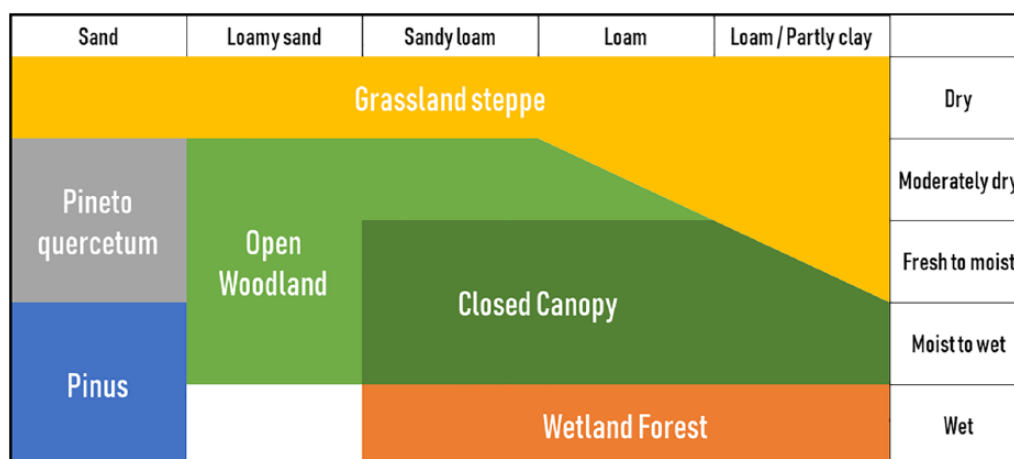 Sand
Loamy sand
Sandy loam
Loam
Loam / Partly clay
Grassland steppe
Dry
Pineto
quercetum
Moderately dry
Open
Woodland
Fresh to moist
Closed Canopy
Moist to wet
Pinus
Wetland Forest
Wet